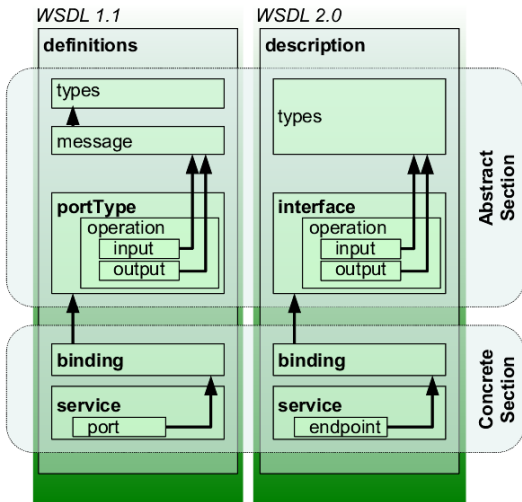 WSDL 1.1
definitions
types
message
portType
operation
input
output
binding
service
port
WSDL 2.0
description
types
interface
operation
input
output
binding
service
endpoint
Abstract
Section
Concrete
Section